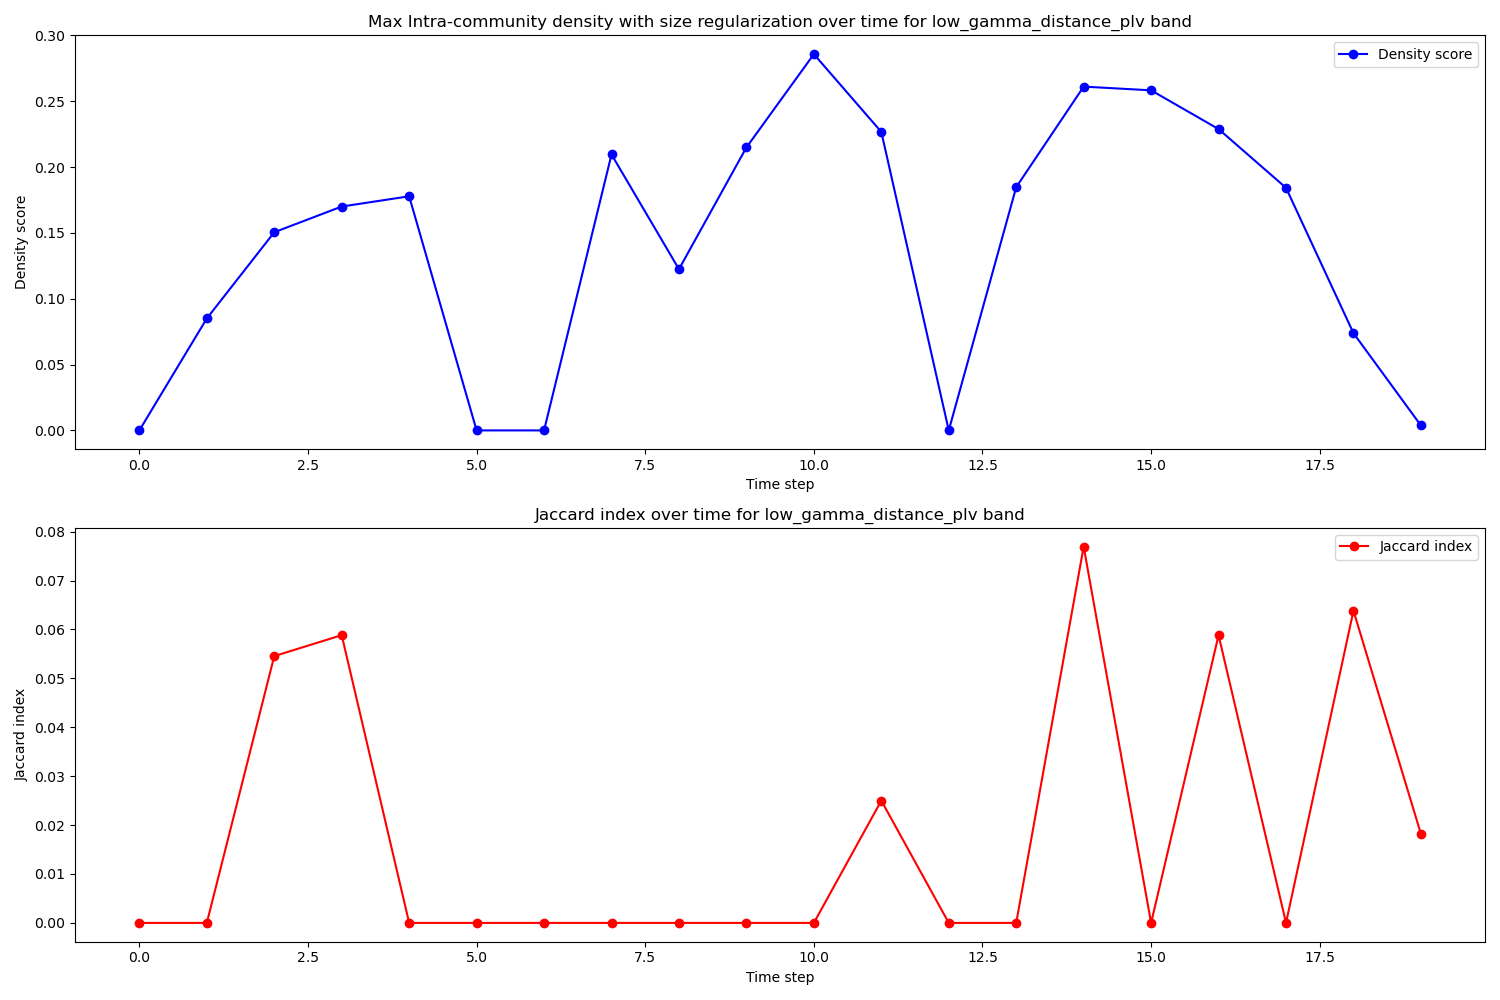 Max Intra-community density with size regularization over time for low_gamma_distance_plv band
Density score
0.30
0.25
0.20
0.15
0.10
0.05
0.00
Density score
0.0 2.5 5.0 7.5 10.0 12.5 15.0 17.5
Time step
Jaccard index over time for low_gamma_distance_plv band
Jaccard index
0.08
0.07
0.06
0.05
0.04
0.03
0.02
0.01
0.00
Jaccard index
0.0 2.5 5.0 7.5 10.0 12.5 15.0 17.5
Time step